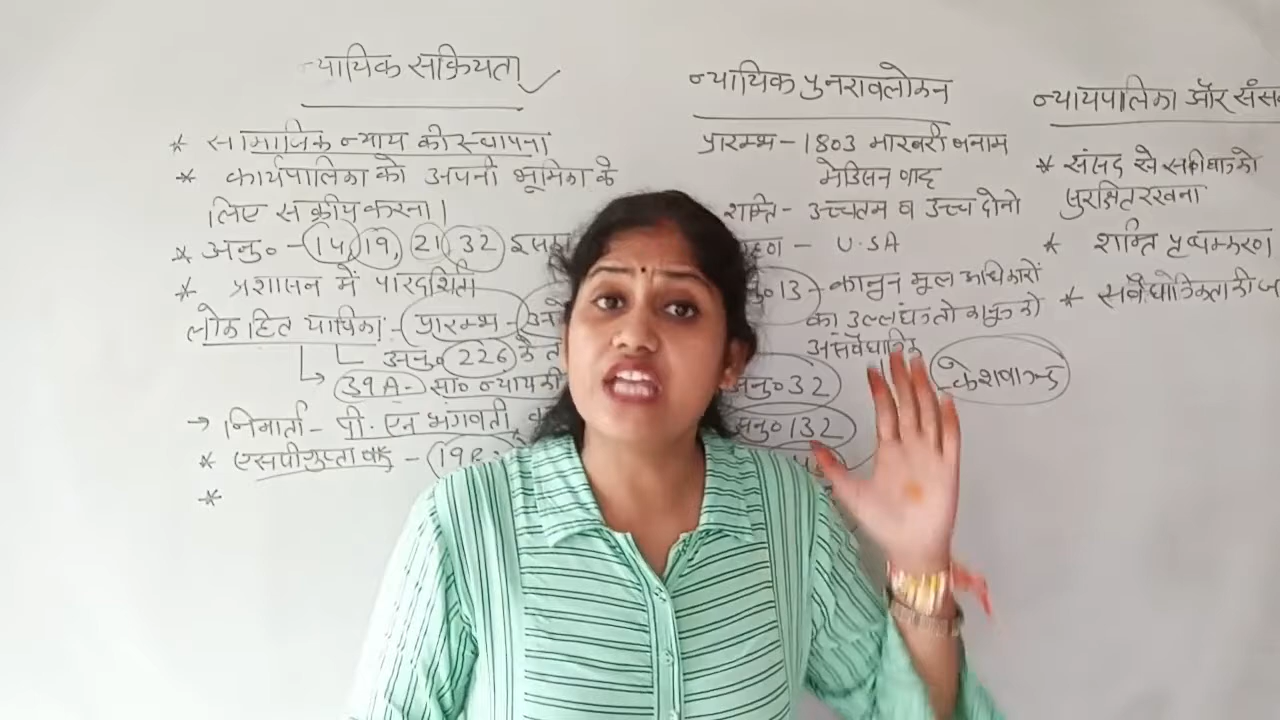 न्यायिक सक्रियता ✓
* सामाजिक न्याय की स्थापना
* कार्यपालिका को अपनी भूमिका के
लिए सक्रीय करना।
* अनु० - 14, 19, 21, 32
* प्रशासन में पारदर्शिता
लोकहित याचिका :- प्रारम्भ -
अनु० 226 के त
39A - सा० न्याय की
→ निर्माता - पी. एन भगवती,
* एसपी गुप्ता वाद - 198
*
न्यायिक पुनरावलोकन
प्रारम्भ - 1803 मारबरी बनाम
मेडिसन वाद
शक्ति - उच्चतम व उच्च दोनो
- U.SA
13 - कानून मूल अधिकारों
का उल्लघंन तो कानून को
असंवैधानिक
अनु० 32
अनु० 132
केशवानन्द
न्यायपालिका और संस
* संसद से संविधान को
सुरक्षित रखना
* शक्ति पृथक्करण
* संवैधानिकता की ज